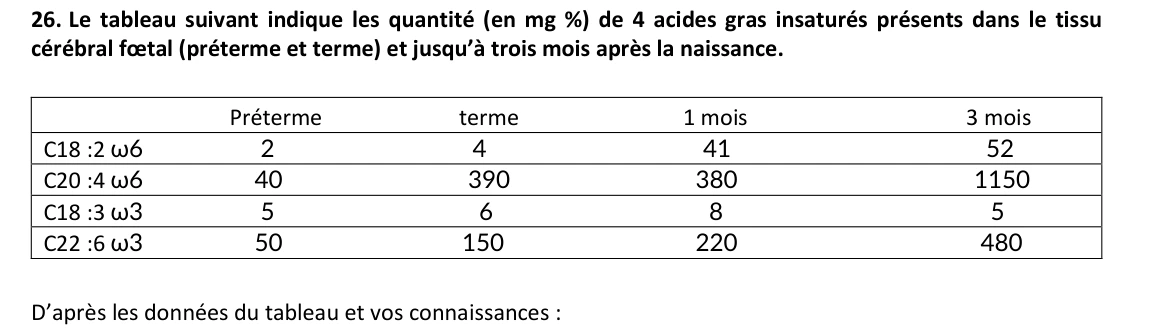 26. Le tableau suivant indique les quantité (en mg %) de 4 acides gras insaturés présents dans le tissu
cérébral fœtal (préterme et terme) et jusqu'à trois mois après la naissance.
Préterme terme 1 mois 3 mois
C18 :2 ω6 2 4 41 52
C20 :4 ω6 40 390 380 1150
C18 :3 ω3 5 6 8 5
C22 :6 ω3 50 150 220 480
D'après les données du tableau et vos connaissances :